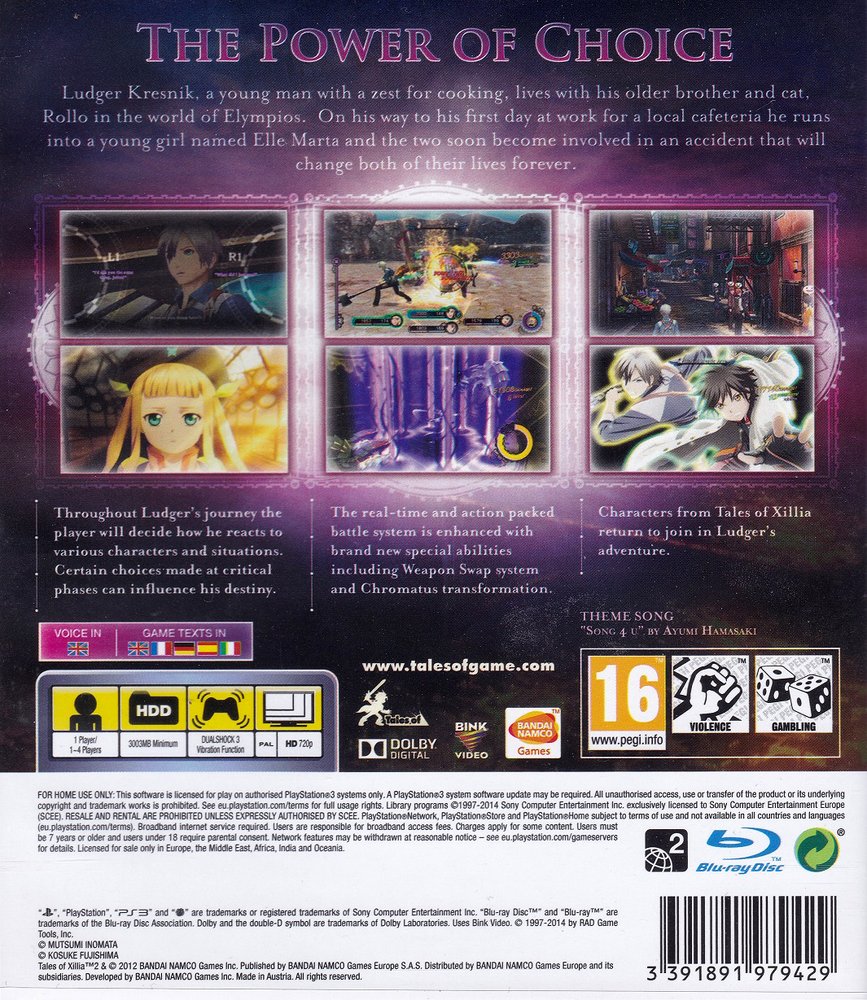 THE POWER OF CHOICE
Ludger Kresnik, a young man with a zest for cooking, lives with his older brother and cat,
Rollo in the world of Elympios. On his way to his first day at work for a local cafeteria he runs
into a young girl named Elle Marta and the two soon become involved in an accident that will
change both of their lives forever.
L1
R1
Throughout Ludger's journey the
player will decide how he reacts to
various characters and situations.
Certain choices made at critical
phases can influence his destiny.
The real-time and action packed
battle system is enhanced with
brand new special abilities
including Weapon Swap system
and Chromatus transformation.
Characters from Tales of Xillia
return to join in Ludger's
adventure.
THEME SONG
"SONG 4 U" BY AYUMI HAMASAKI
VOICE IN
GAME TEXTS IN
www.talesofgame.com
1 Player/
1-4 Players
HDD
3003MB Minimum
DUALSHOCK 3
Vibration Function
PAL
HD 720p
Tales of
DOLBY
DIGITAL
BINK
VIDEO
BANDAI
NAMCO
Games
16
www.pegi.info
VIOLENCE
GAMBLING
FOR HOME USE ONLY: This software is licensed for play on authorised PlayStation®3 systems only. A PlayStation®3 system software update may be required. All unauthorised access, use or transfer of the product or its underlying
copyright and trademark works is prohibited. See eu.playstation.com/terms for full usage rights. Library programs ©1997-2014 Sony Computer Entertainment Inc. exclusively licensed to Sony Computer Entertainment Europe
(SCEE). RESALE AND RENTAL ARE PROHIBITED UNLESS EXPRESSLY AUTHORISED BY SCEE. PlayStation®Network, PlayStation®Store and PlayStation®Home subject to terms of use and not available in all countries and languages
(eu.playstation.com/terms). Broadband internet service required. Users are responsible for broadband access fees. Charges apply for some content. Users must
be 7 years or older and users under 18 require parental consent. Network features may be withdrawn at reasonable notice – see eu.playstation.com/gameservers
for details. Licensed for sale only in Europe, the Middle East, Africa, India and Oceania.
2
Blu-ray Disc
", "PlayStation", "PS3" and " " are trademarks or registered trademarks of Sony Computer Entertainment Inc. "Blu-ray Disc™" and "Blu-ray™" are
trademarks of the Blu-ray Disc Association. Dolby and the double-D symbol are trademarks of Dolby Laboratories. Uses Bink Video. © 1997-2014 by RAD Game
Tools, Inc.
© MUTSUMI INOMATA
© KOSUKE FUJISHIMA
Tales of Xillia™2 & © 2012 BANDAI NAMCO Games Inc. Published by BANDAI NAMCO Games Europe S.A.S. Distributed by BANDAI NAMCO Games Europe and its
subsidiaries. Developed by BANDAI NAMCO Games Inc. Made in Austria. All rights reserved.
3 391891 979429